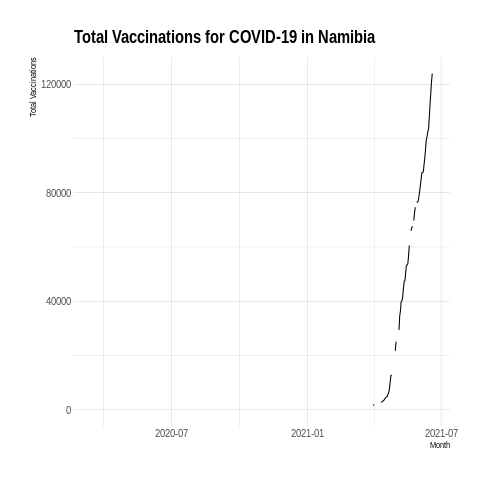 Total Vaccinations for COVID-19 in Namibia
Total Vaccinations
120000
80000
40000
0
2020-07 2021-01 2021-07
Month